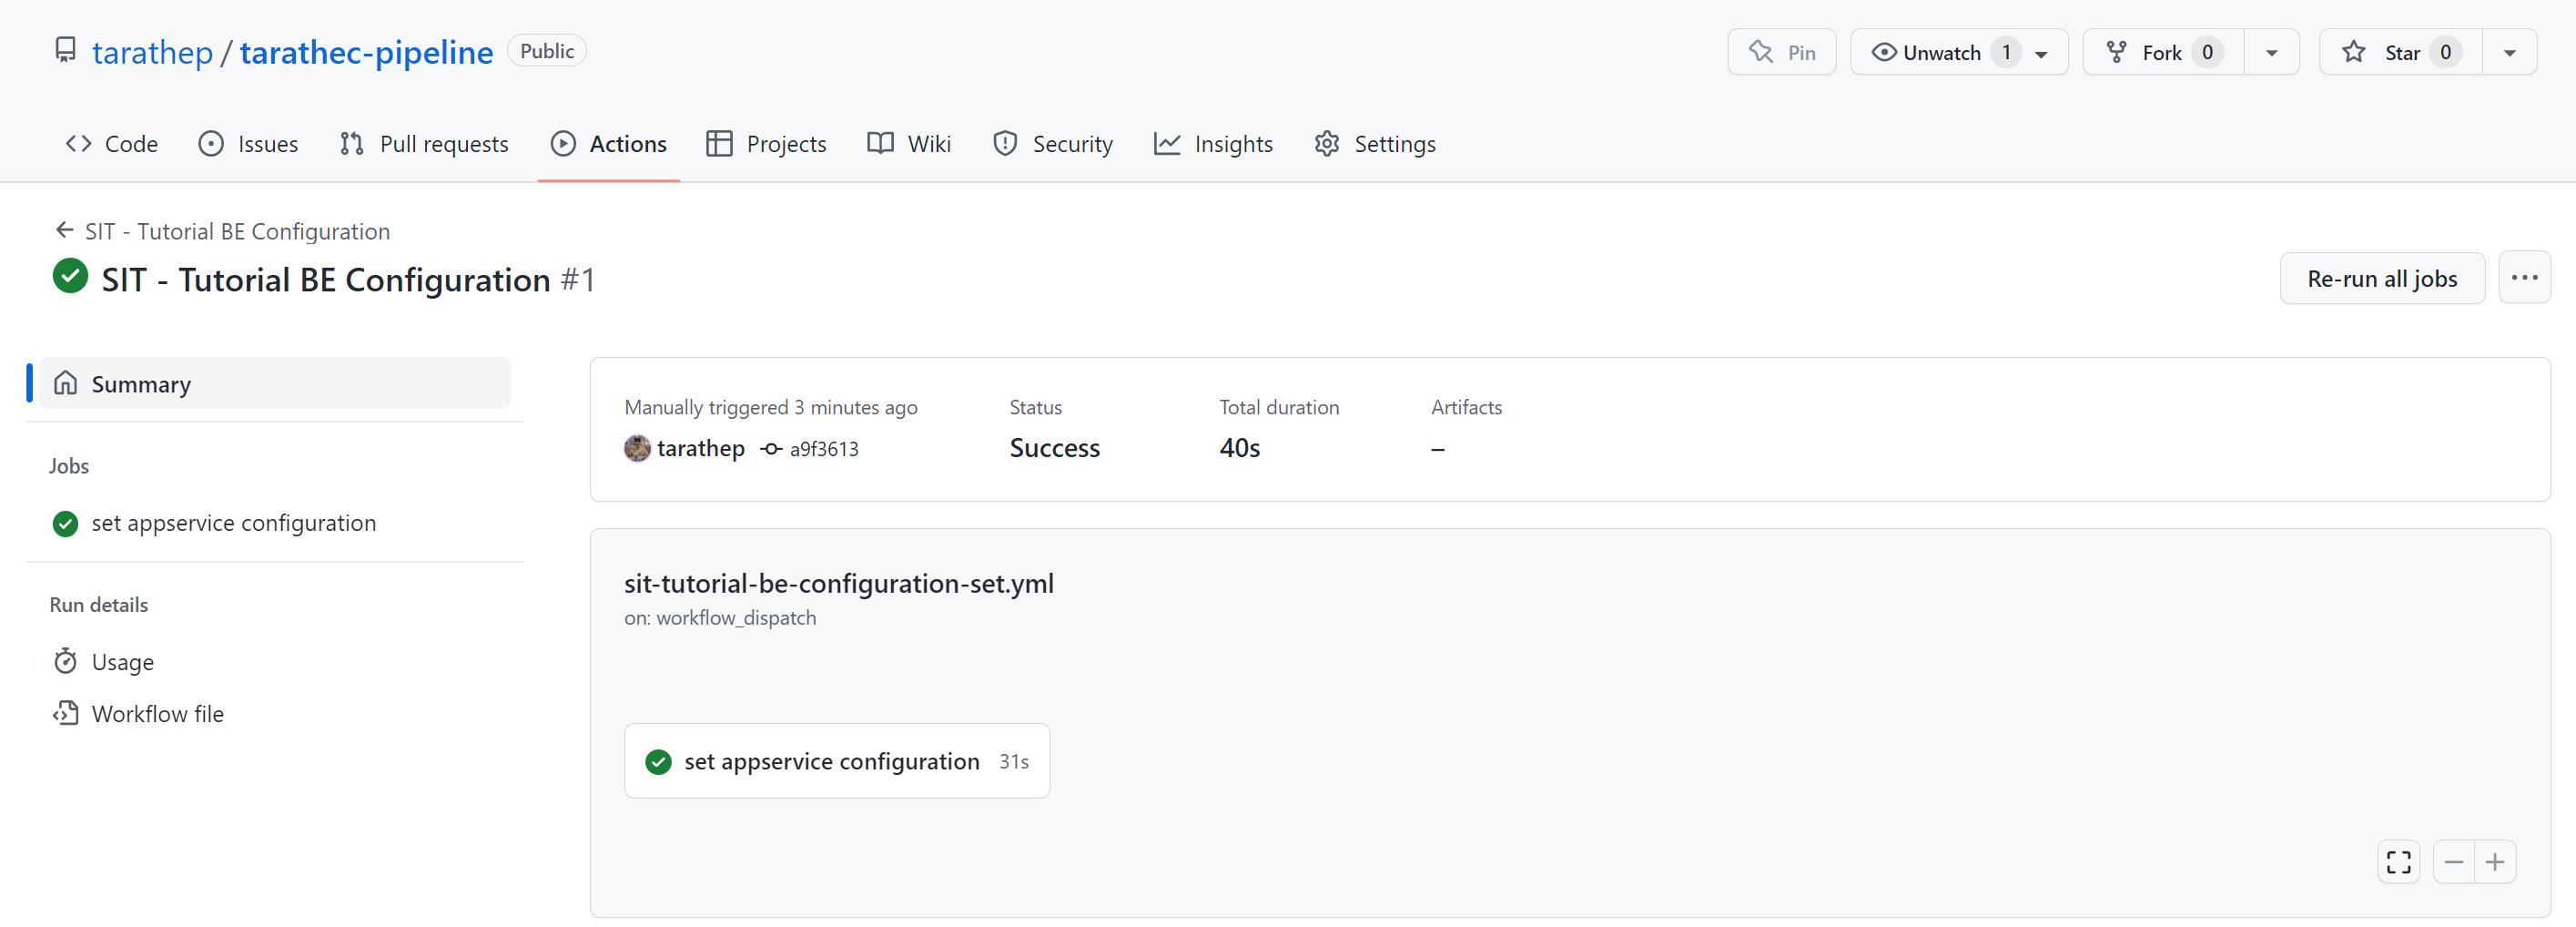 tarathep / tarathec-pipeline Public
Pin Unwatch 1 Fork 0 Star 0
Code Issues Pull requests Actions Projects Wiki Security Insights Settings
SIT - Tutorial BE Configuration
SIT - Tutorial BE Configuration #1
Re-run all jobs
Summary
Jobs
set appservice configuration
Run details
Usage
Workflow file
Manually triggered 3 minutes ago Status Total duration Artifacts
tarathep a9f3613 Success 40s –
sit-tutorial-be-configuration-set.yml
on: workflow_dispatch
set appservice configuration 31s